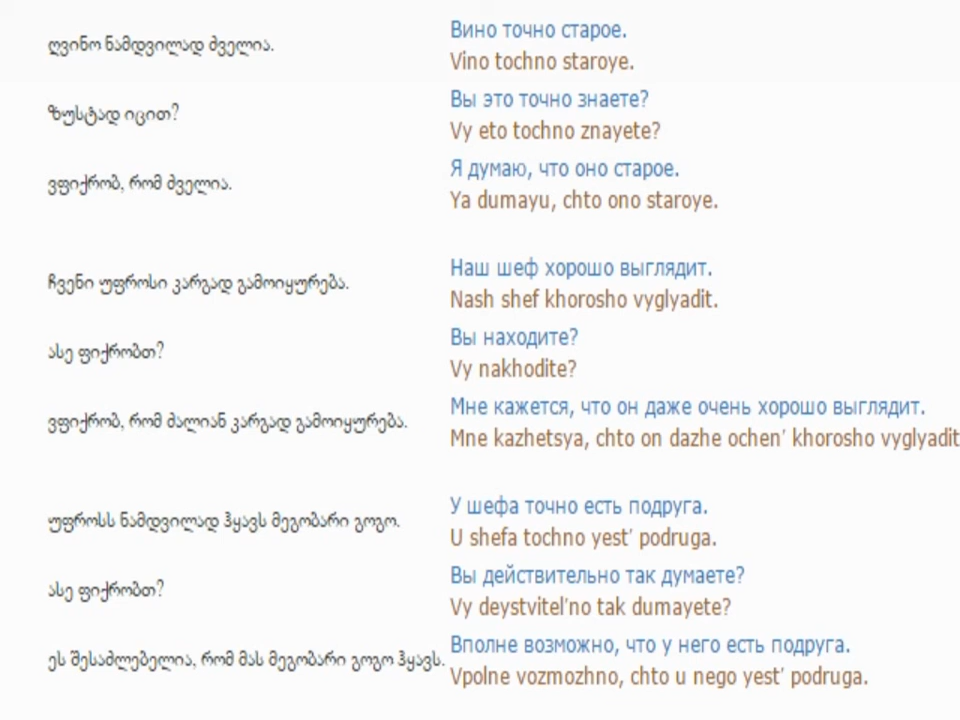 ღვინო ნამდვილად ძველია.
Вино точно старое.
Vino tochno staroye.
ზუსტად იცით?
Вы это точно знаете?
Vy eto tochno znayete?
ვფიქრობ, რომ ძველია.
Я думаю, что оно старое.
Ya dumayu, chto ono staroye.
ჩვენი უფროსი კარგად გამოიყურება.
Наш шеф хорошо выглядит.
Nash shef khorosho vyglyadit.
ასე ფიქრობთ?
Вы находите?
Vy nakhodite?
ვფიქრობ, რომ ძალიან კარგად გამოიყურება.
Мне кажется, что он даже очень хорошо выглядит.
Mne kazhetsya, chto on dazhe ochenʹ khorosho vyglyadit
უფროსს ნამდვილად ჰყავს მეგობარი გოგო.
У шефа точно есть подруга.
U shefa tochno yestʹ podruga.
ასე ფიქრობთ?
Вы действительно так думаете?
Vy deystvitelʹno tak dumayete?
ეს შესაძლებელია, რომ მას მეგობარი გოგო ჰყავს.
Вполне возможно, что у него есть подруга.
Vpolne vozmozhno, chto u nego yestʹ podruga.